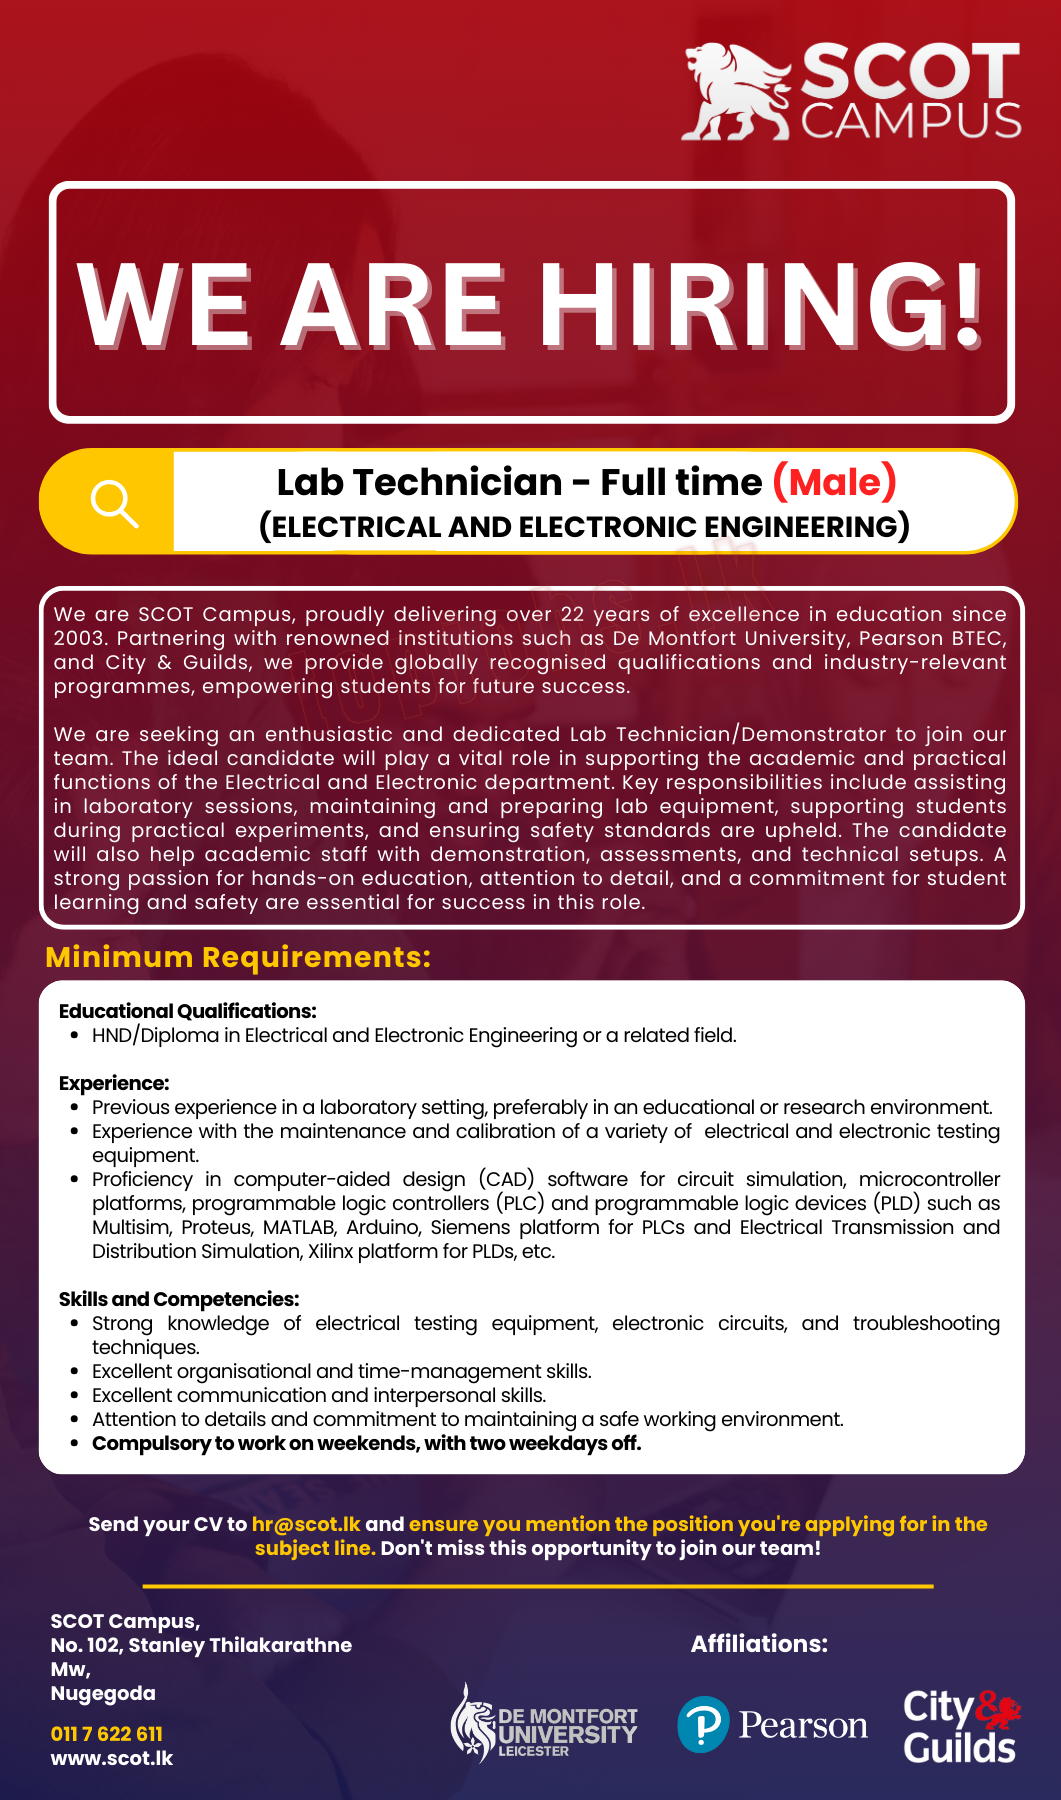 SCOT
CAMPUS
WE ARE HIRING!
Lab Technician - Full time (Male)
(ELECTRICAL AND ELECTRONIC ENGINEERING)
We are SCOT Campus, proudly delivering over 22 years of excellence in education since
2003. Partnering with renowned institutions such as De Montfort University, Pearson BTEC,
and City & Guilds, we provide globally recognised qualifications and industry-relevant
programmes, empowering students for future success.
We are seeking an enthusiastic and dedicated Lab Technician/Demonstrator to join our
team. The ideal candidate will play a vital role in supporting the academic and practical
functions of the Electrical and Electronic department. Key responsibilities include assisting
in laboratory sessions, maintaining and preparing lab equipment, supporting students
during practical experiments, and ensuring safety standards are upheld. The candidate
will also help academic staff with demonstration, assessments, and technical setups. A
strong passion for hands-on education, attention to detail, and a commitment for student
learning and safety are essential for success in this role.
Minimum Requirements:
Educational Qualifications:
• HND/Diploma in Electrical and Electronic Engineering or a related field.
Experience:
• Previous experience in a laboratory setting, preferably in an educational or research environment.
• Experience with the maintenance and calibration of a variety of electrical and electronic testing
equipment.
• Proficiency in computer-aided design (CAD) software for circuit simulation, microcontroller
platforms, programmable logic controllers (PLC) and programmable logic devices (PLD) such as
Multisim, Proteus, MATLAB, Arduino, Siemens platform for PLCs and Electrical Transmission and
Distribution Simulation, Xilinx platform for PLDs, etc.
Skills and Competencies:
• Strong knowledge of electrical testing equipment, electronic circuits, and troubleshooting
techniques.
• Excellent organisational and time-management skills.
• Excellent communication and interpersonal skills.
• Attention to details and commitment to maintaining a safe working environment.
• Compulsory to work on weekends, with two weekdays off.
Send your CV to hr@scot.lk and ensure you mention the position you're applying for in the
subject line. Don't miss this opportunity to join our team!
SCOT Campus,
No. 102, Stanley Thilakarathne
Mw,
Nugegoda
011 7 622 611
www.scot.lk
Affiliations:
DE MONTFORT
UNIVERSITY
LEICESTER
Pearson
City&
Guilds